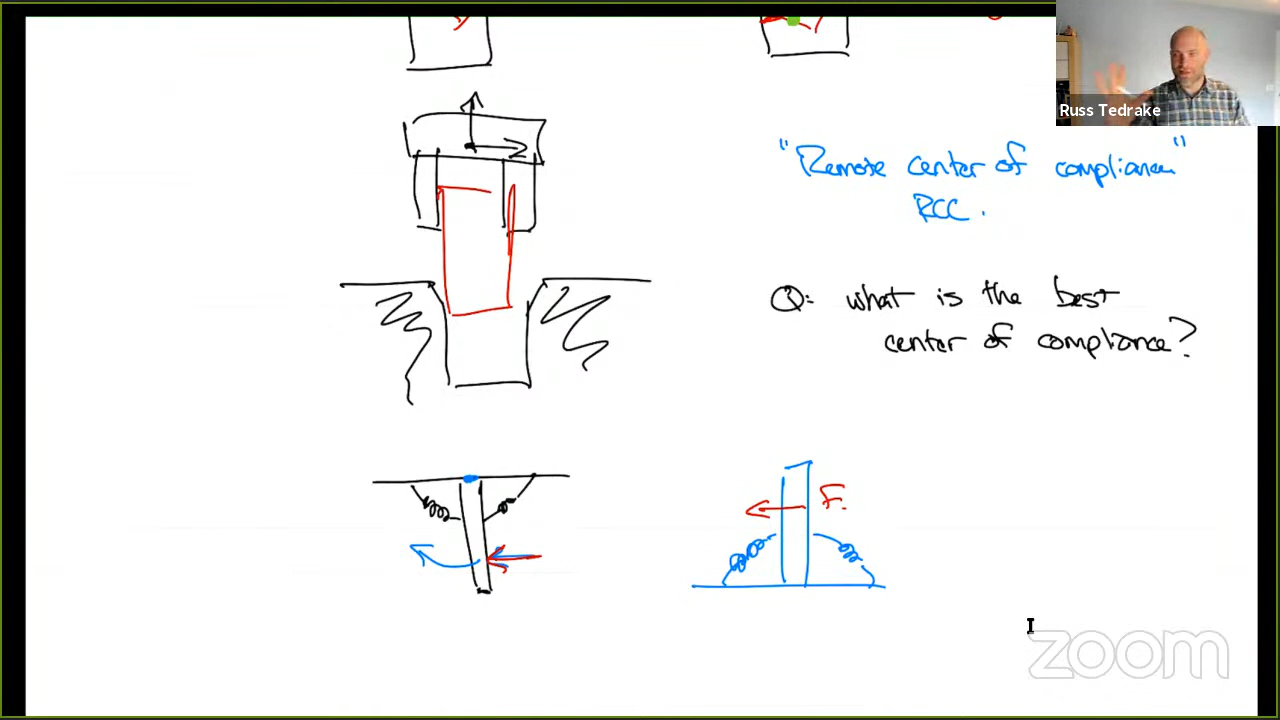 Russ Tedrake
"Remote center of compliance"
RCC.
Q: what is the best
center of compliance?
F.
zoom